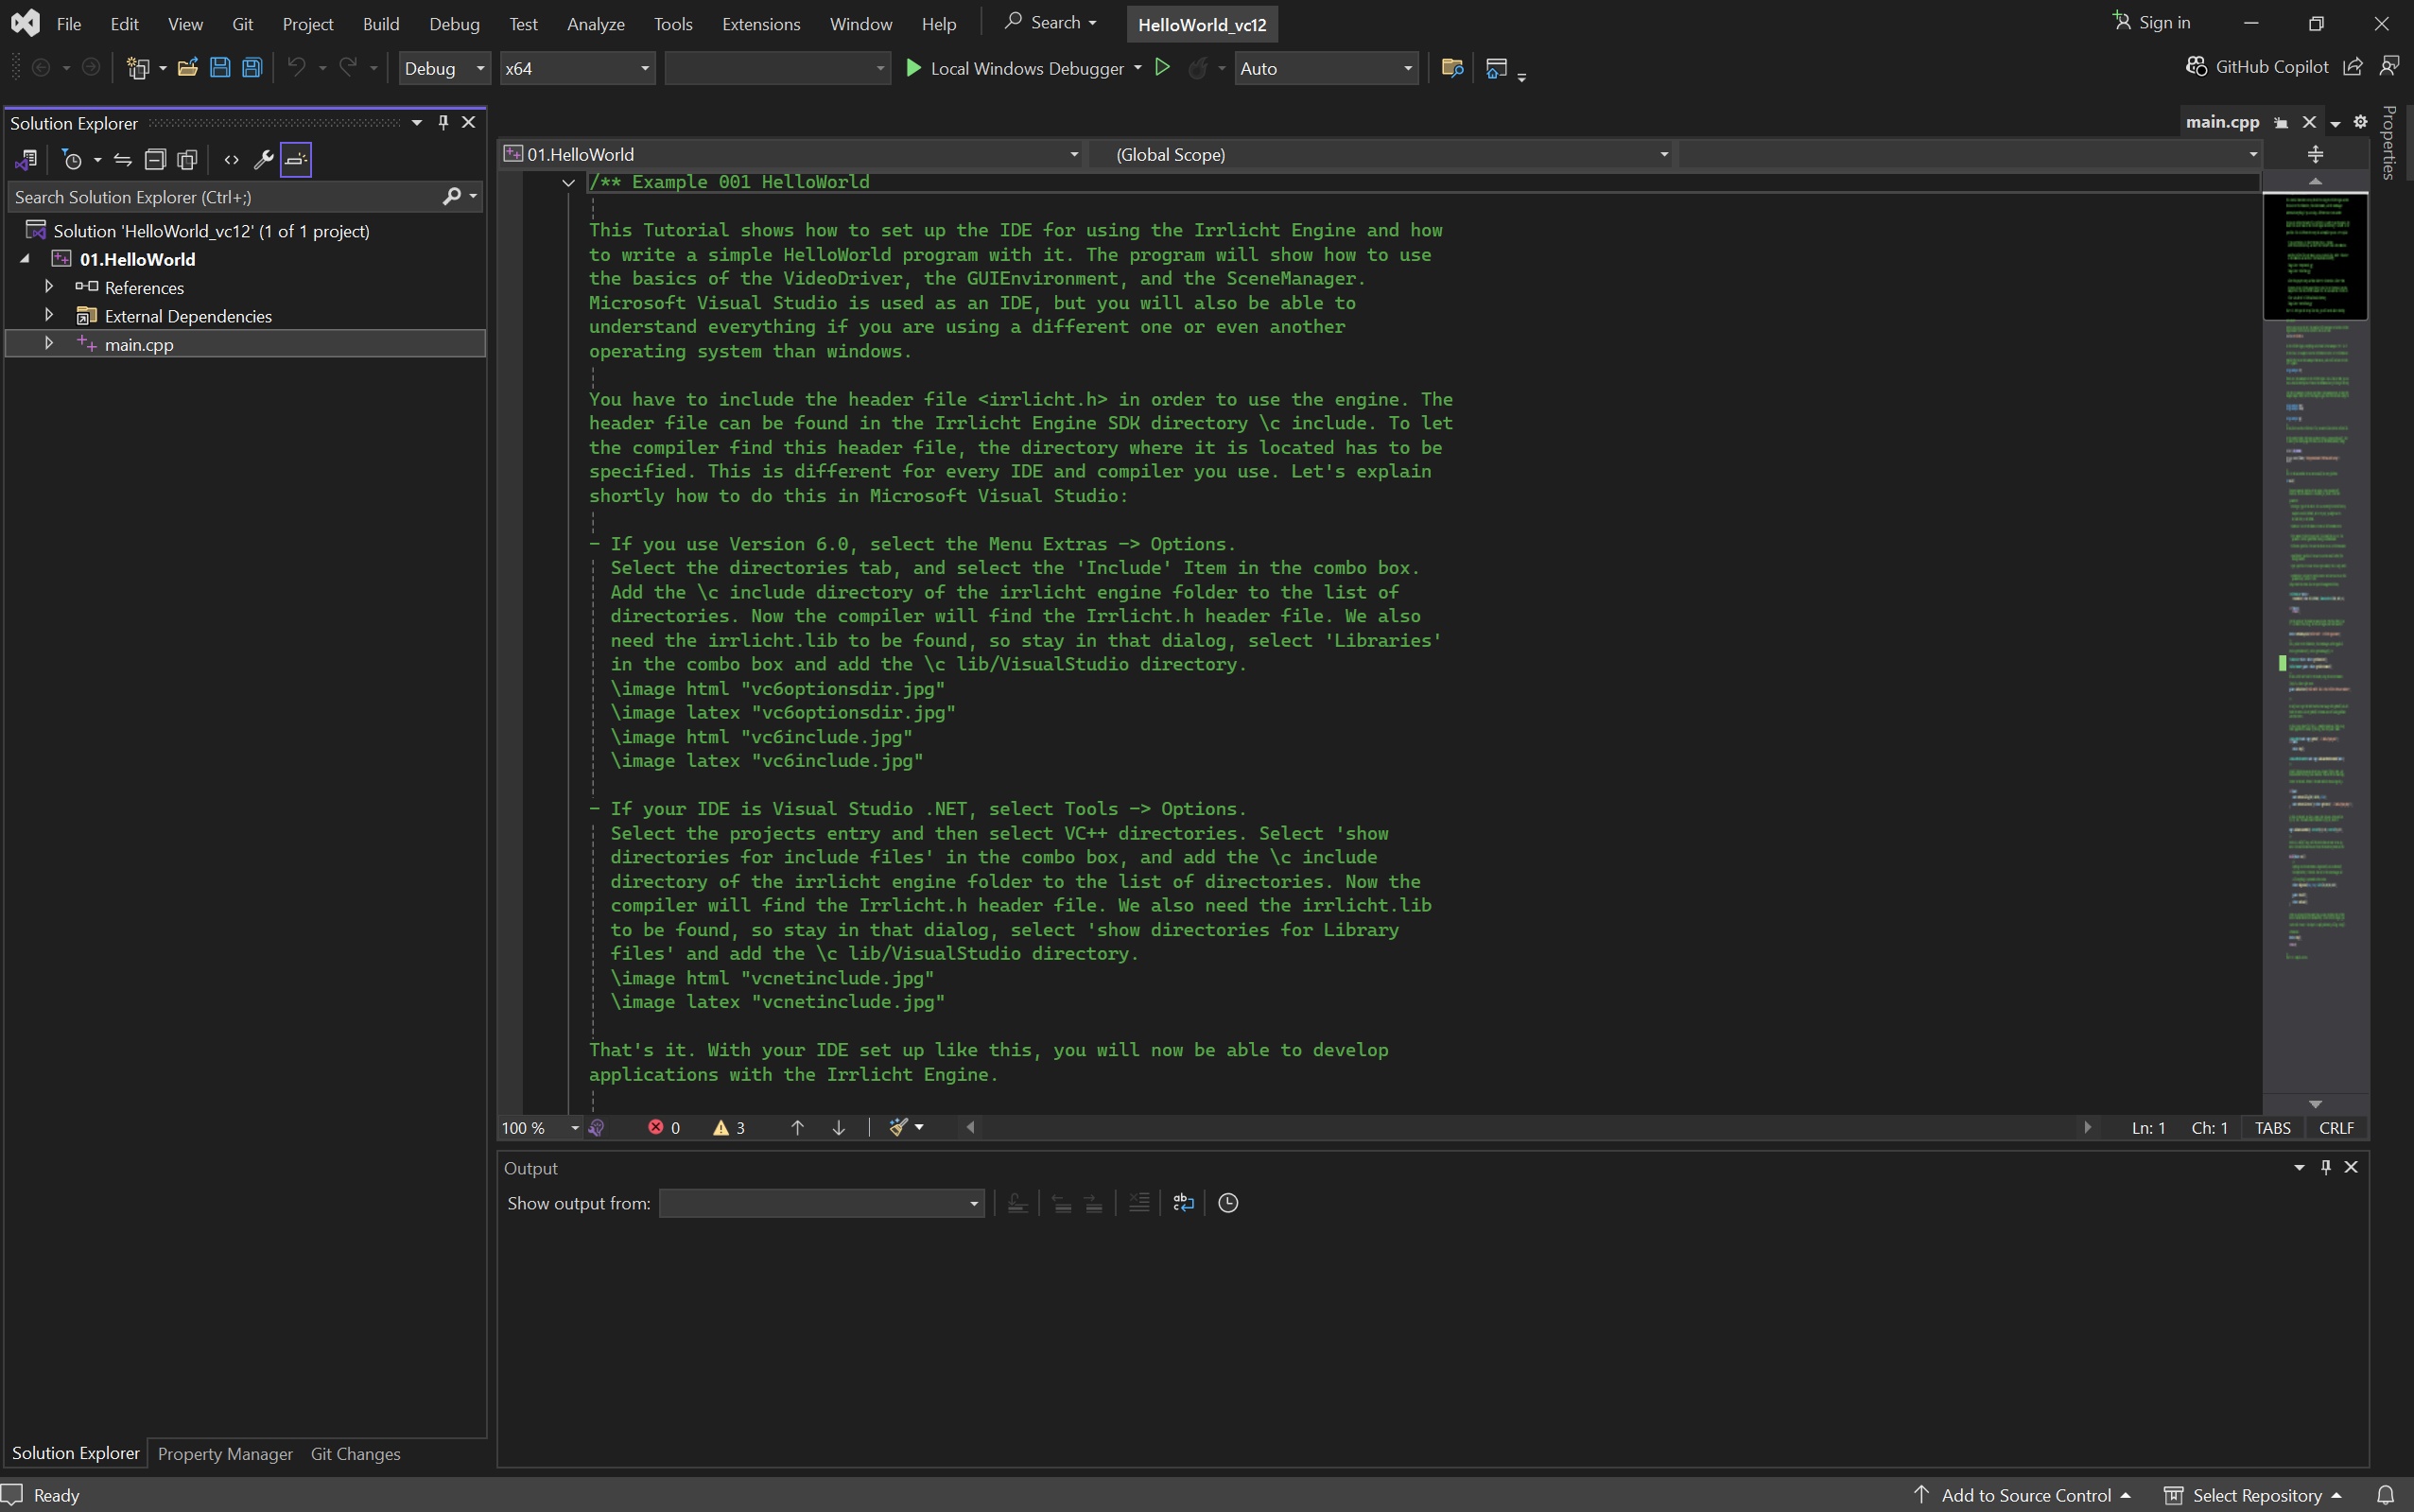 File Edit View Git Project Build Debug Test Analyze Tools Extensions Window Help Search HelloWorld_vc12 Sign in
Debug x64 Local Windows Debugger Auto GitHub Copilot
Solution Explorer
main.cpp
Properties
01.HelloWorld (Global Scope)
Search Solution Explorer (Ctrl+;)
Solution 'HelloWorld_vc12' (1 of 1 project)
01.HelloWorld
References
External Dependencies
main.cpp
/** Example 001 HelloWorld
This Tutorial shows how to set up the IDE for using the Irrlicht Engine and how
to write a simple HelloWorld program with it. The program will show how to use
the basics of the VideoDriver, the GUIEnvironment, and the SceneManager.
Microsoft Visual Studio is used as an IDE, but you will also be able to
understand everything if you are using a different one or even another
operating system than windows.
You have to include the header file <irrlicht.h> in order to use the engine. The
header file can be found in the Irrlicht Engine SDK directory \c include. To let
the compiler find this header file, the directory where it is located has to be
specified. This is different for every IDE and compiler you use. Let's explain
shortly how to do this in Microsoft Visual Studio:
- If you use Version 6.0, select the Menu Extras -> Options.
Select the directories tab, and select the 'Include' Item in the combo box.
Add the \c include directory of the irrlicht engine folder to the list of
directories. Now the compiler will find the Irrlicht.h header file. We also
need the irrlicht.lib to be found, so stay in that dialog, select 'Libraries'
in the combo box and add the \c lib/VisualStudio directory.
\image html "vc6optionsdir.jpg"
\image latex "vc6optionsdir.jpg"
\image html "vc6include.jpg"
\image latex "vc6include.jpg"
- If your IDE is Visual Studio .NET, select Tools -> Options.
Select the projects entry and then select VC++ directories. Select 'show
directories for include files' in the combo box, and add the \c include
directory of the irrlicht engine folder to the list of directories. Now the
compiler will find the Irrlicht.h header file. We also need the irrlicht.lib
to be found, so stay in that dialog, select 'show directories for Library
files' and add the \c lib/VisualStudio directory.
\image html "vcnetinclude.jpg"
\image latex "vcnetinclude.jpg"
That's it. With your IDE set up like this, you will now be able to develop
applications with the Irrlicht Engine.
100 % 0 3 Ln: 1 Ch: 1 TABS CRLF
Output
Show output from:
Solution Explorer Property Manager Git Changes
Ready Add to Source Control Select Repository